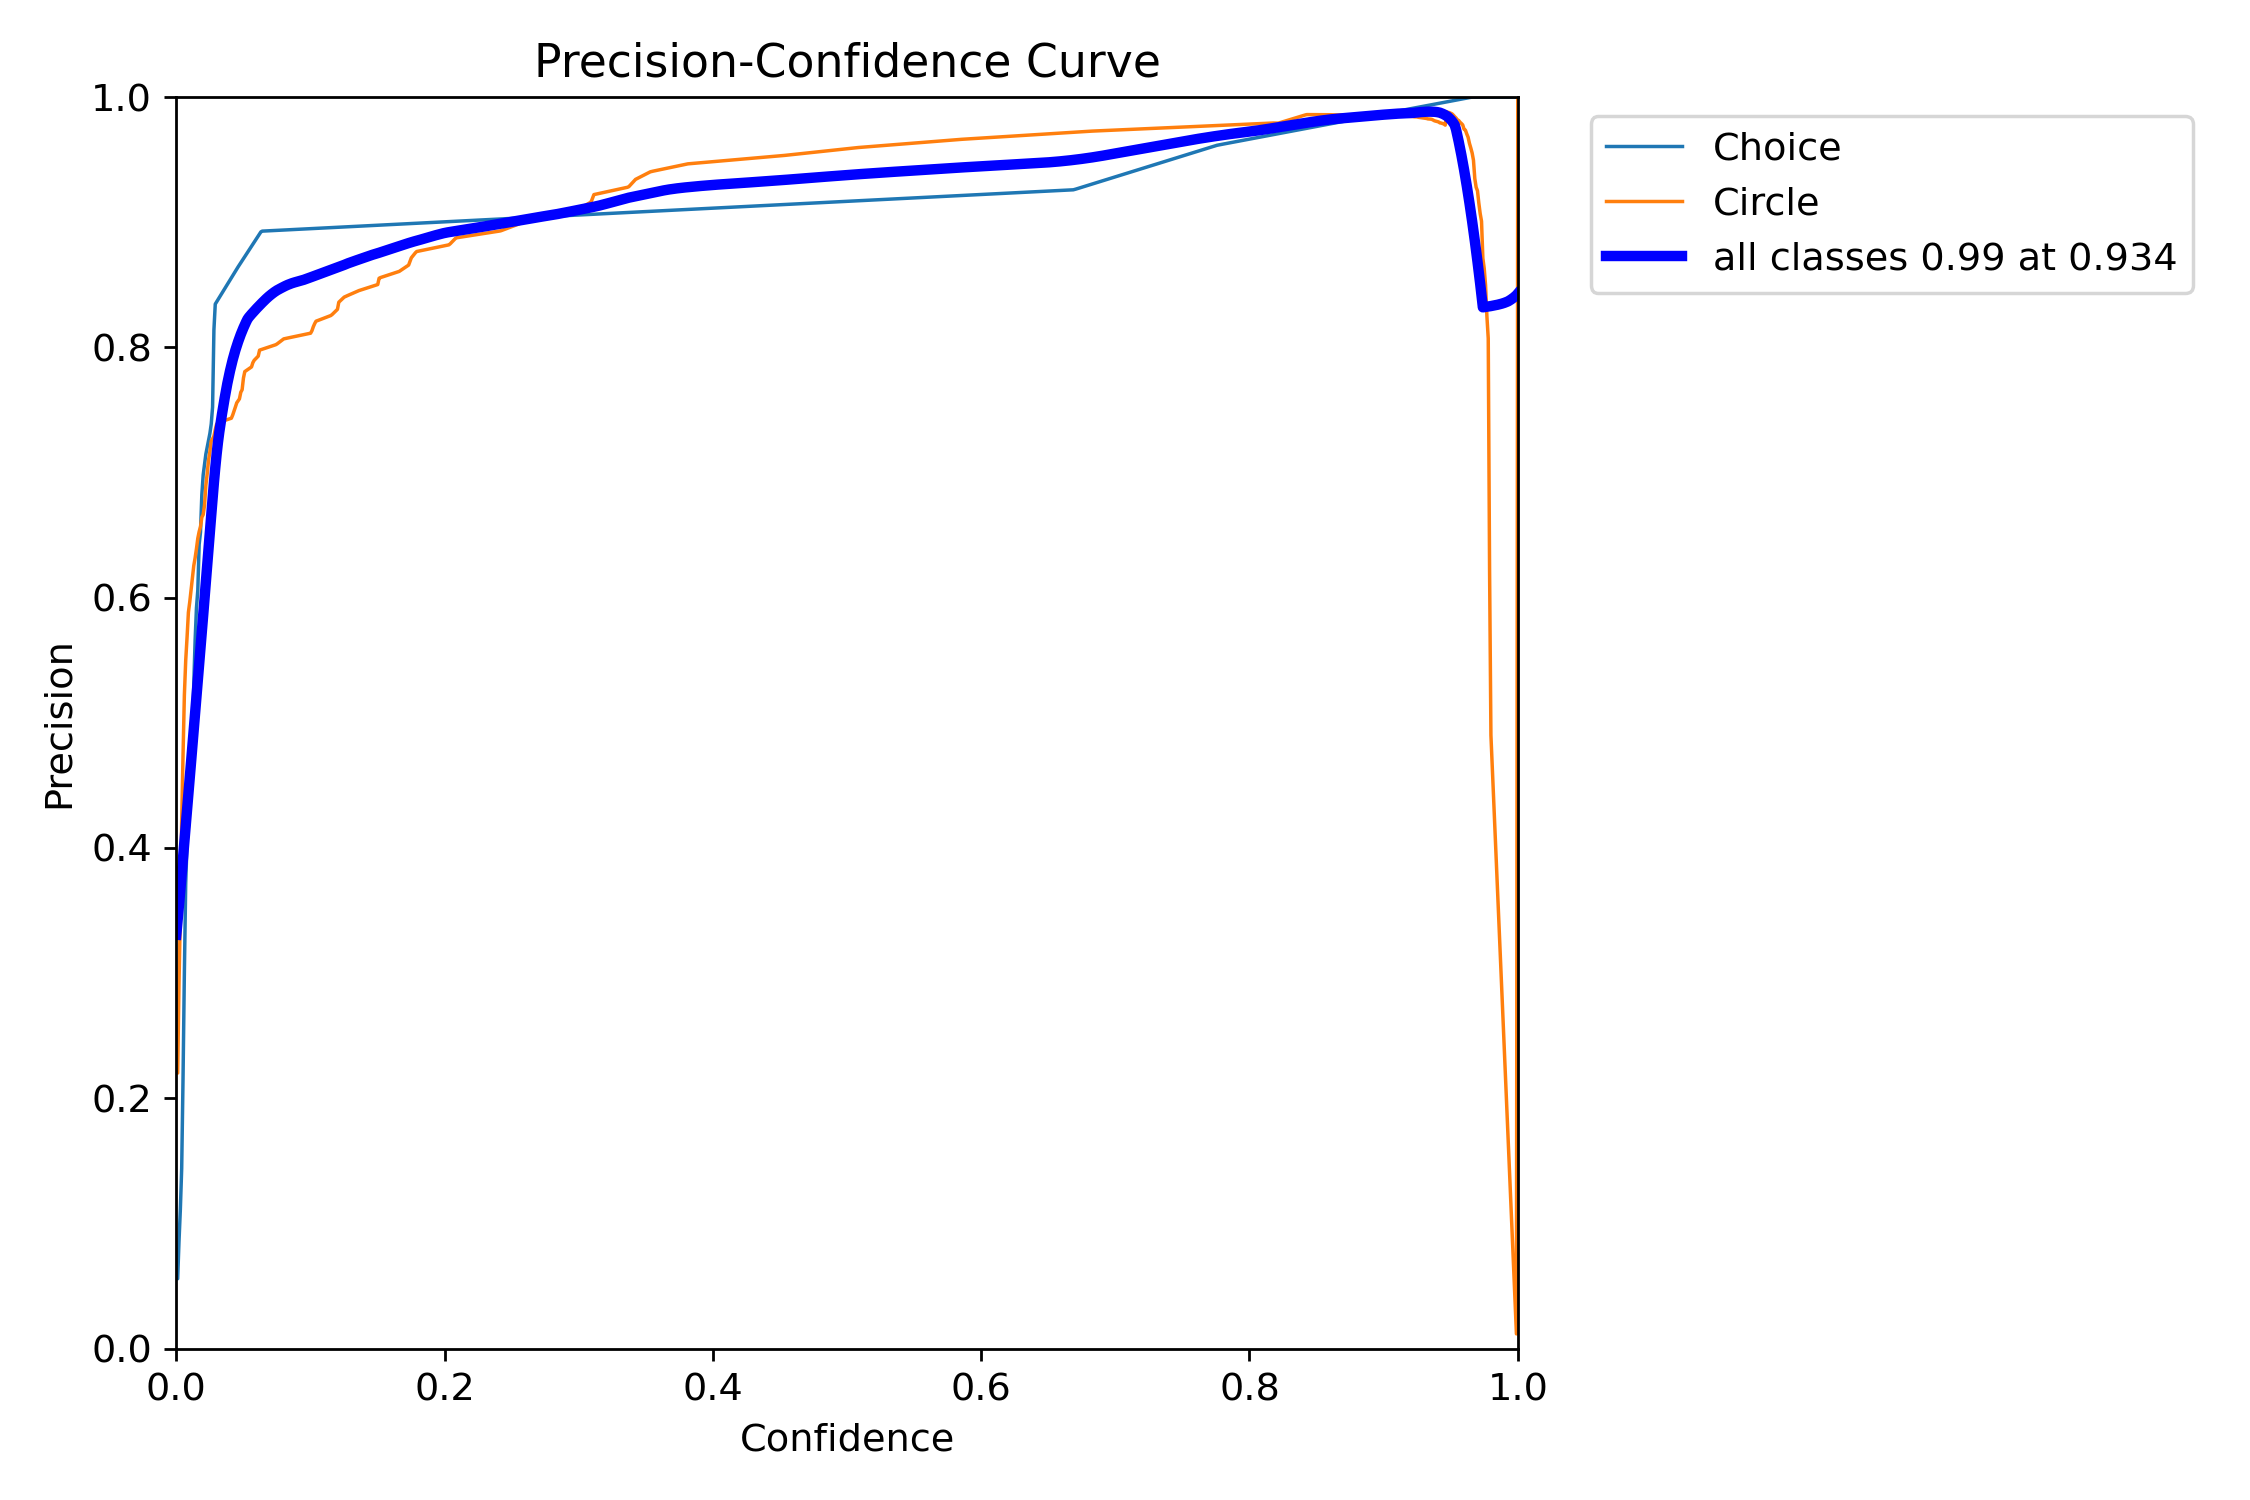 Precision-Confidence Curve
Choice
Circle
all classes 0.99 at 0.934
Precision
1.0
0.8
0.6
0.4
0.2
0.0
0.0 0.2 0.4 0.6 0.8 1.0
Confidence